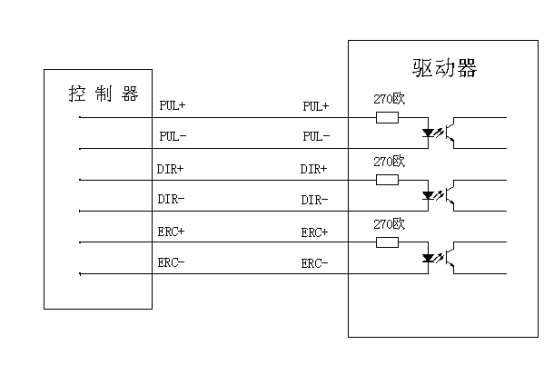 驱动器
控制器
270欧
PUL+ PUL+
PUL- PUL-
270欧
DIR+ DIR+
DIR- DIR-
270欧
ERC+ ERC+
ERC- ERC-